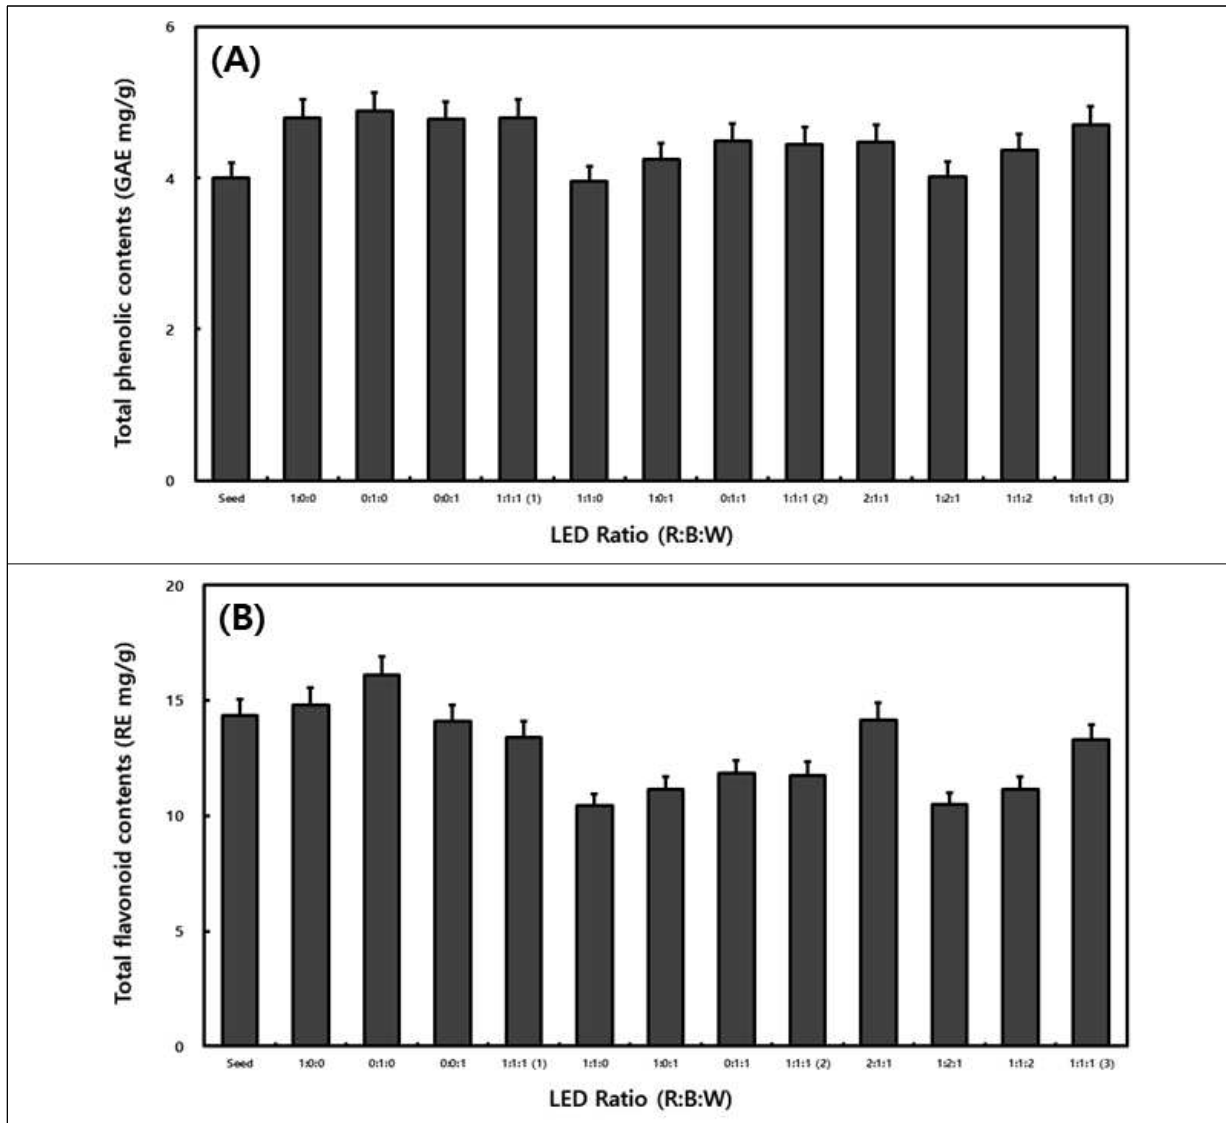 (A)
Total phenolic contents (GAE mg/g)
6
4
2
0
Seed 1:0:0 0:1:0 0:0:1 1:1:1 (1) 1:1:0 1:0:1 0:1:1 1:1:1 (2) 2:1:1 1:2:1 1:1:2 1:1:1 (3)
LED Ratio (R:B:W)
(B)
Total flavonoid contents (RE mg/g)
20
15
10
5
0
Seed 1:0:0 0:1:0 0:0:1 1:1:1 (1) 1:1:0 1:0:1 0:1:1 1:1:1 (2) 2:1:1 1:2:1 1:1:2 1:1:1 (3)
LED Ratio (R:B:W)